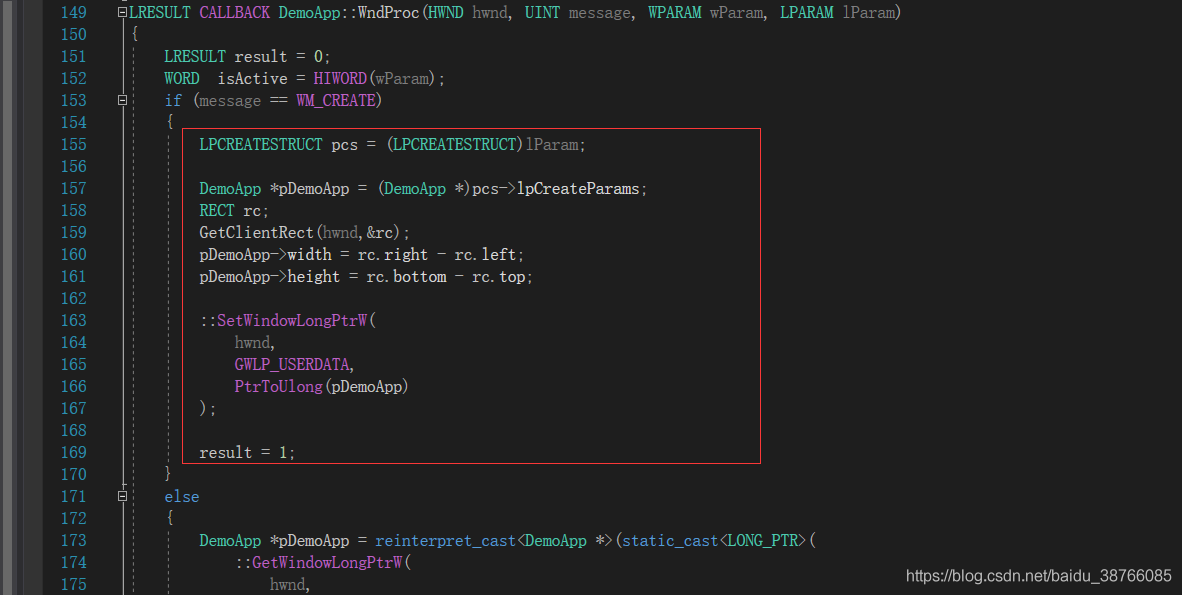 149 LRESULT CALLBACK DemoApp::WndProc(HWND hwnd, UINT message, WPARAM wParam, LPARAM lParam)
150 {
151 LRESULT result = 0;
152 WORD  isActive = HIWORD(wParam);
153 if (message == WM_CREATE)
154 {
155 LPCREATESTRUCT pcs = (LPCREATESTRUCT)lParam;
156
157 DemoApp *pDemoApp = (DemoApp *)pcs->lpCreateParams;
158 RECT rc;
159 GetClientRect(hwnd,&rc);
160 pDemoApp->width = rc.right - rc.left;
161 pDemoApp->height = rc.bottom - rc.top;
162
163 ::SetWindowLongPtrW(
164 hwnd,
165 GWLP_USERDATA,
166 PtrToUlong(pDemoApp)
167 );
168
169 result = 1;
170 }
171 else
172 {
173 DemoApp *pDemoApp = reinterpret_cast<DemoApp *>(static_cast<LONG_PTR>(
174 ::GetWindowLongPtrW(
175 hwnd,
https://blog.csdn.net/baidu_38766085